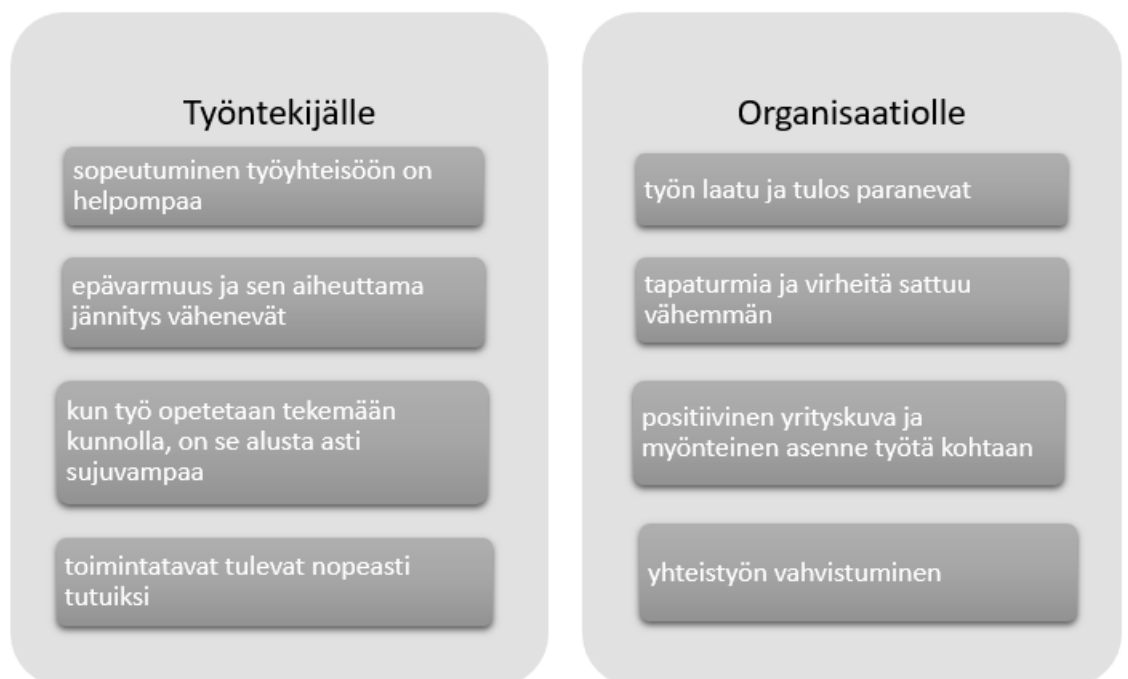 Työntekijälle
sopeutuminen työyhteisöön on
helpompaa
epävarmuus ja sen aiheuttama
jännitys vähenevät
kun työ opetetaan tekemään
kunnolla, on se alusta asti
sujuvampaa
toimintatavat tulevat nopeasti
tutuiksi
Organisaatiolle
työn laatu ja tulos paranevat
tapaturmia ja virheitä sattuu
vähemmän
positiivinen yrityskuva ja
myönteinen asenne työtä kohtaan
yhteistyön vahvistuminen